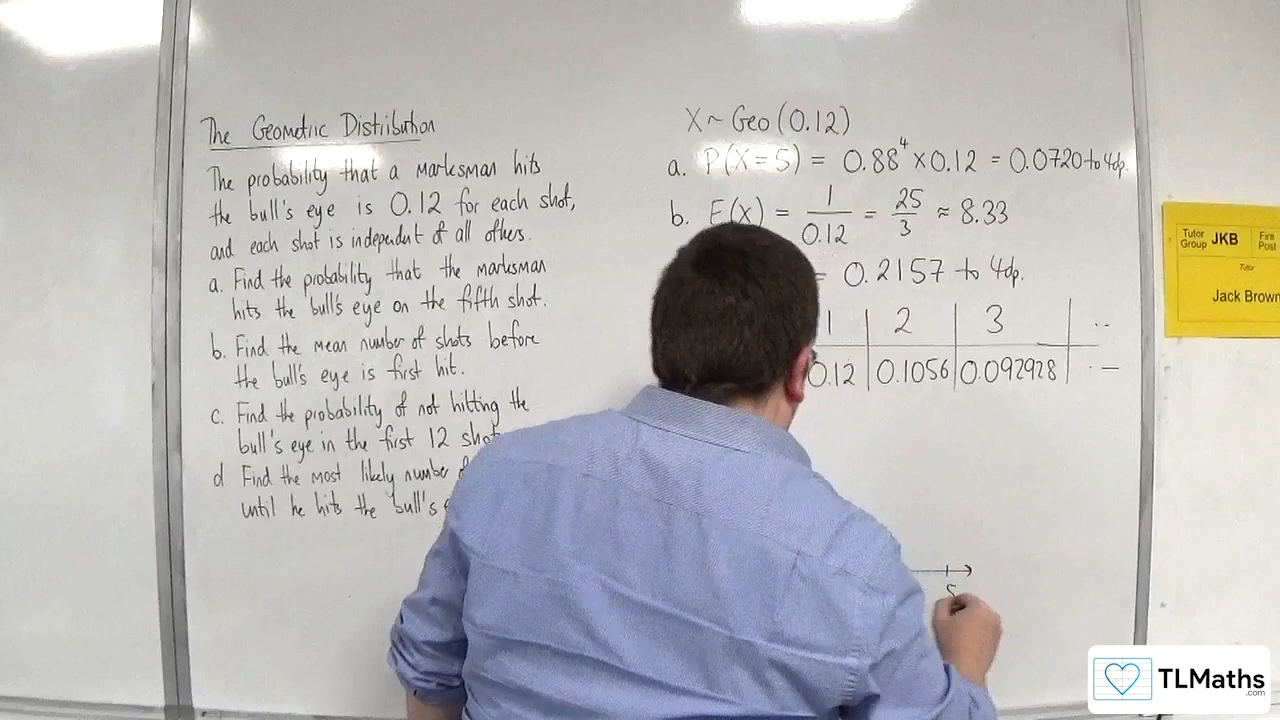 The Geometric Distribution
The probability that a marksman hits
the bull's eye is 0.12 for each shot,
and each shot is independent of all others.
a. Find the probability that the marksman
hits the bull's eye on the fifth shot.
b. Find the mean number of shots before
the bull's eye is first hit.
c. Find the probability of not hitting the
bull's eye in the first 12
d Find the most likely number
until he hits the bull's
X ~ Geo (0.12)
a. P(X = 5) = 0.88⁴ × 0.12 = 0.0720 to 4dp.
b. E(X) = 1/0.12 = 25/3 ≈ 8.33
= 0.2157 to 4dp.
1 2 3 ..
0.12 0.1056 0.092928 . –
5
Tutor Group JKB
Fire
Post
Tutor
Jack Brown
TLMaths
.com